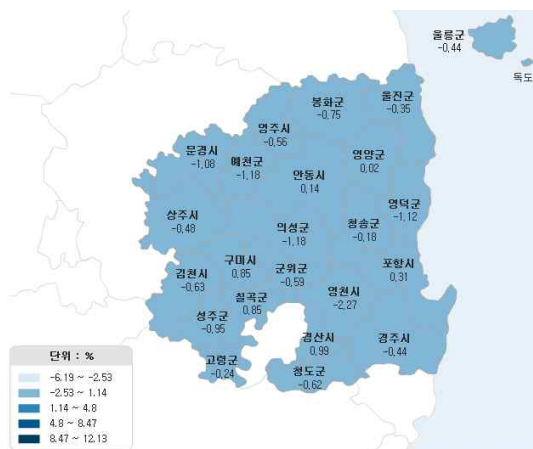 울릉군
-0.44
독도
봉화군
-0.75
울진군
-0.35
영주시
-0.56
문경시
-1.08
예천군
-1.18
영양군
0.02
안동시
0.14
영덕군
-1.12
상주시
-0.48
의성군
-1.18
청송군
-0.18
구미시
0.85
군위군
-0.59
포항시
0.31
김천시
-0.63
칠곡군
0.85
영천시
-2.27
성주군
-0.95
경산시
0.99
경주시
-0.44
고령군
-0.24
청도군
-0.62
단위 : %
-6.19 ~ -2.53
-2.53 ~ 1.14
1.14 ~ 4.8
4.8 ~ 8.47
8.47 ~ 12.13